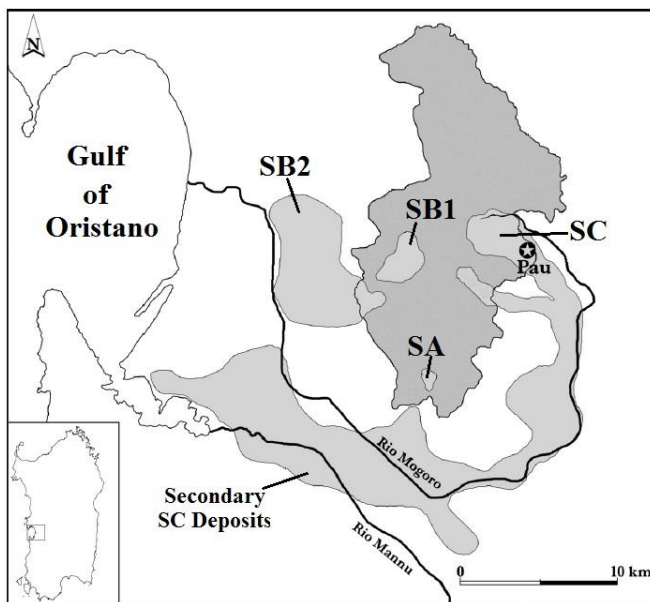 N
Gulf
of
Oristano
SB2
SB1
SC
Pau
SA
Rio Mogoro
Secondary
SC Deposits
Rio Mannu
0 10 km